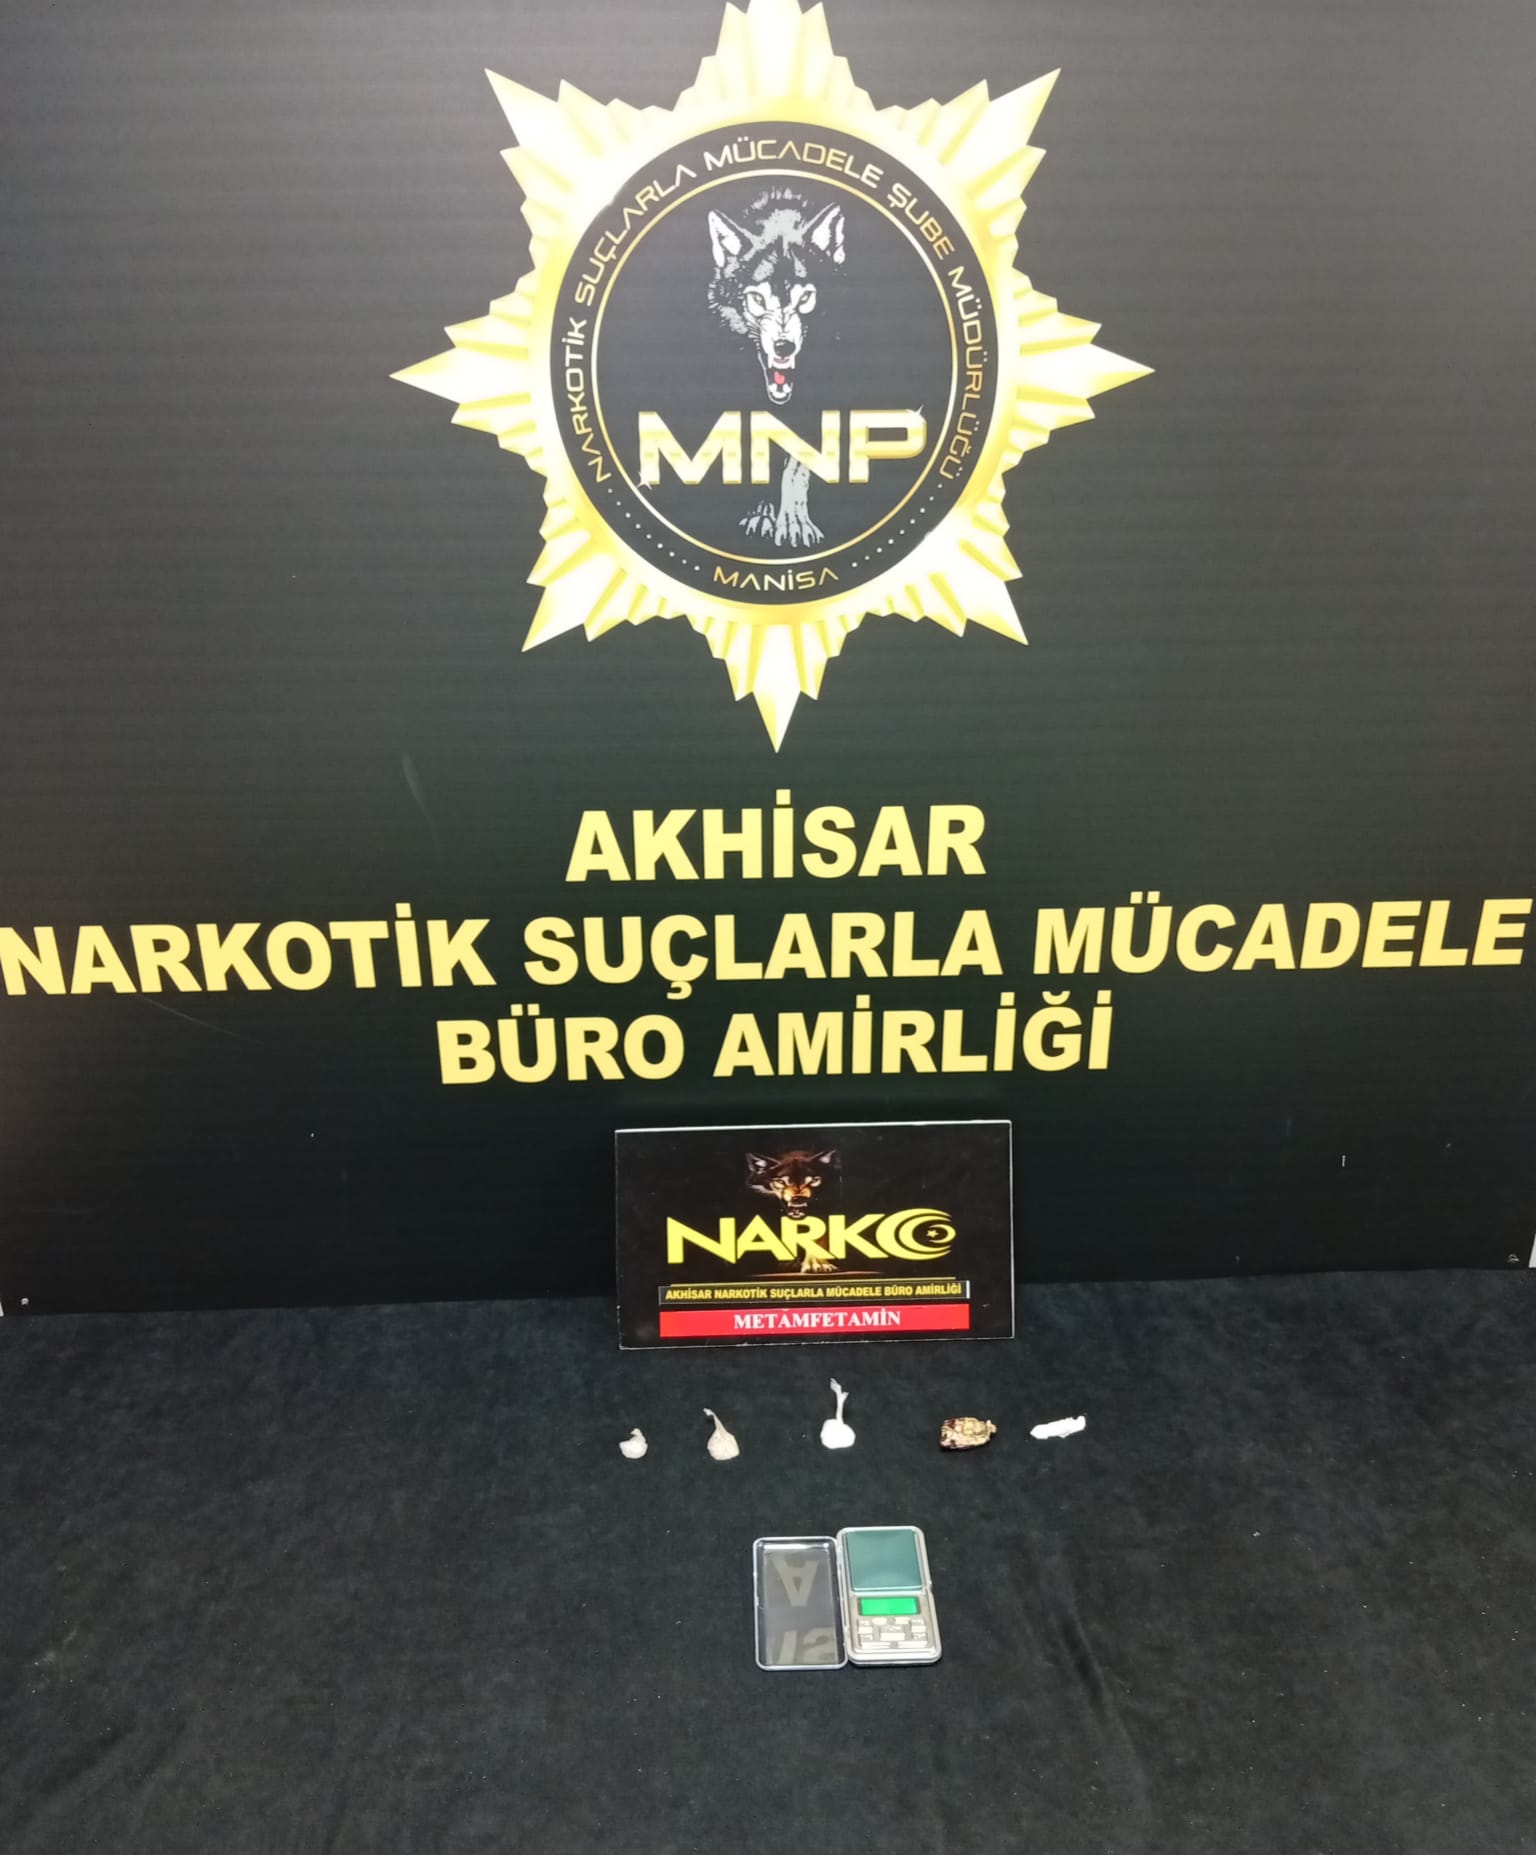 NARKOTİK SUÇLARLA MÜCADELE ŞUBE MÜDÜRLÜĞÜ
MNP
MANİSA
AKHİSAR
NARKOTİK SUÇLARLA MÜCADELE
BÜRO AMİRLİĞİ
NARKO
AKHİSAR NARKOTİK SUÇLARLA MÜCADELE BÜRO AMİRLİĞİ
METAMFETAMİN